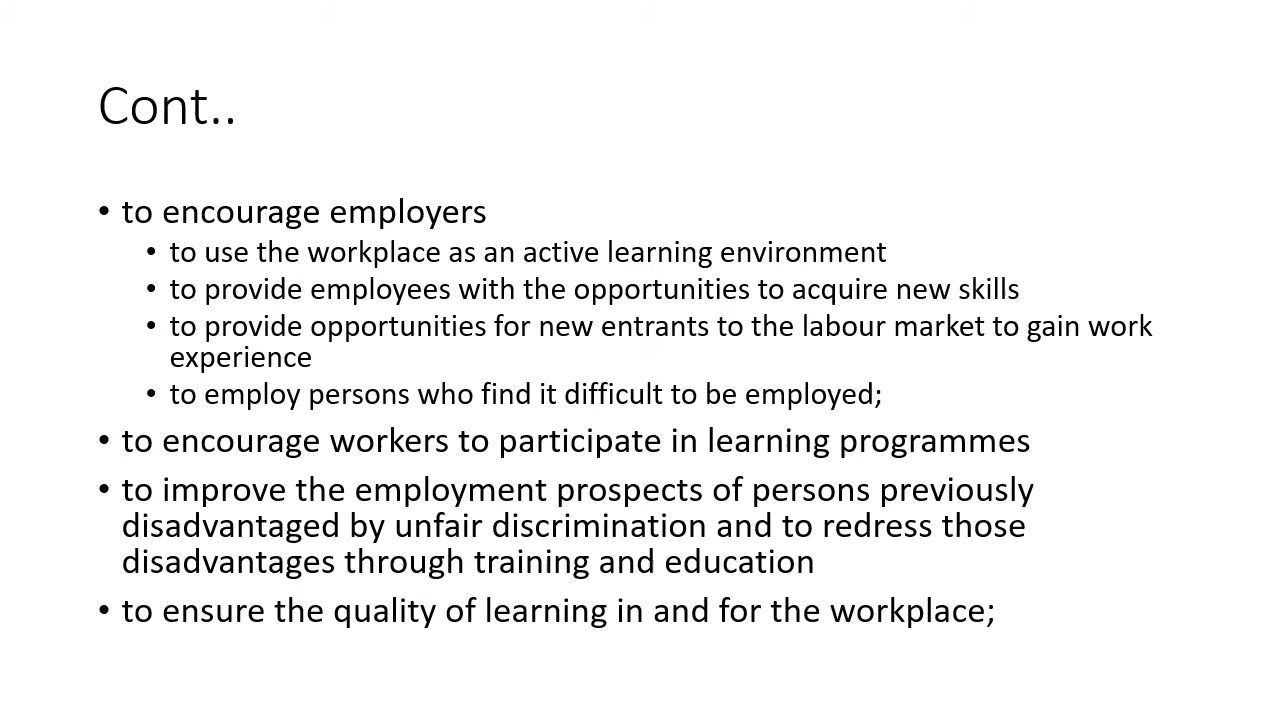 Cont..
• to encourage employers
• to use the workplace as an active learning environment
• to provide employees with the opportunities to acquire new skills
• to provide opportunities for new entrants to the labour market to gain work
experience
• to employ persons who find it difficult to be employed;
• to encourage workers to participate in learning programmes
• to improve the employment prospects of persons previously
disadvantaged by unfair discrimination and to redress those
disadvantages through training and education
• to ensure the quality of learning in and for the workplace;